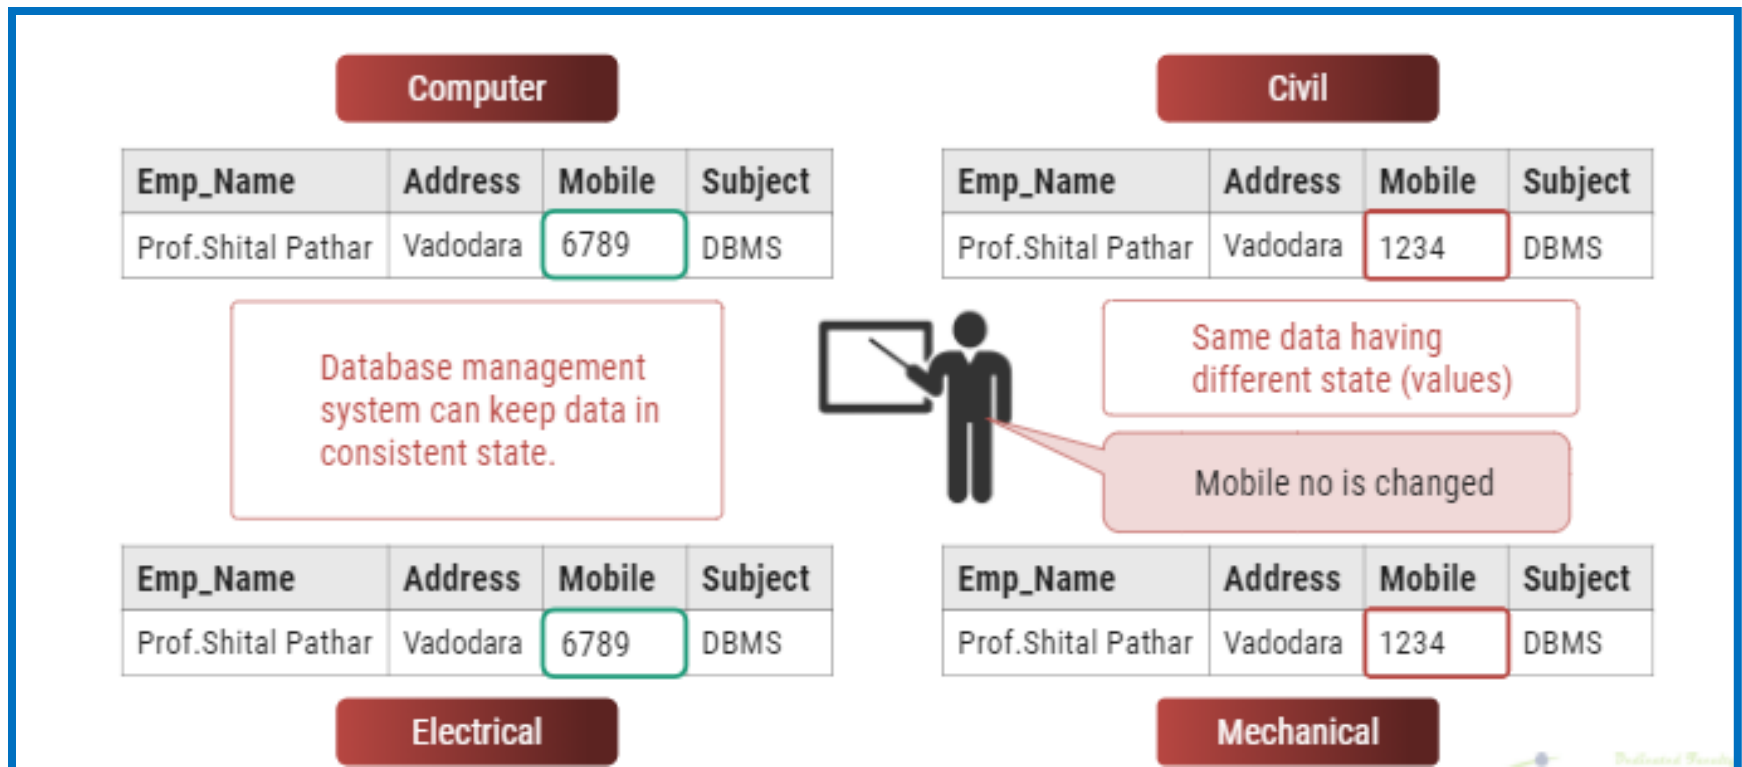 Computer
Civil
Emp_Name Address Mobile Subject
Prof.Shital Pathar Vadodara 6789 DBMS
Emp_Name Address Mobile Subject
Prof.Shital Pathar Vadodara 1234 DBMS
Database management
system can keep data in
consistent state.
Same data having
different state (values)
Mobile no is changed
Emp_Name Address Mobile Subject
Prof.Shital Pathar Vadodara 6789 DBMS
Emp_Name Address Mobile Subject
Prof.Shital Pathar Vadodara 1234 DBMS
Electrical
Mechanical